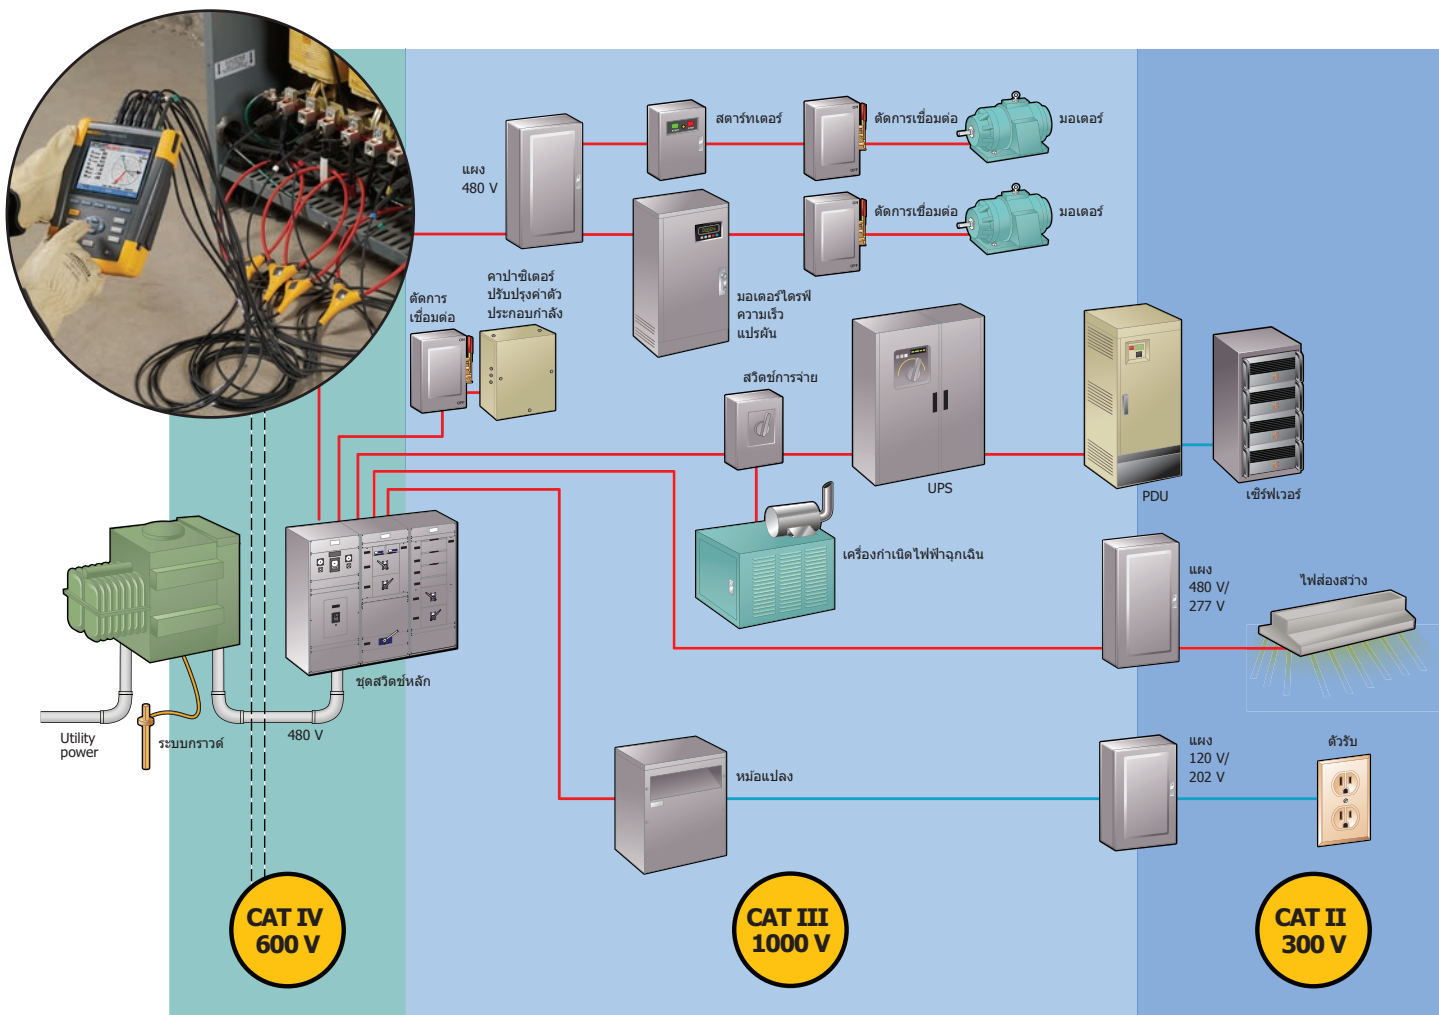 แผง
480 V
สตาร์ทเตอร์
ตัดการเชื่อมต่อ
มอเตอร์
ตัดการเชื่อมต่อ
มอเตอร์
ตัดการ
เชื่อมต่อ
คาปาซิเตอร์
ปรับปรุงค่าตัว
ประกอบกำลัง
มอเตอร์ไดรฟ์
ความเร็ว
แปรผัน
สวิตช์การจ่าย
UPS
PDU
เซิร์ฟเวอร์
เครื่องกำเนิดไฟฟ้าฉุกเฉิน
แผง
480 V/
277 V
ไฟส่องสว่าง
ชุดสวิตช์หลัก
480 V
Utility
power
ระบบกราวด์
หม้อแปลง
แผง
120 V/
202 V
ตัวรับ
CAT IV
600 V
CAT III
1000 V
CAT II
300 V